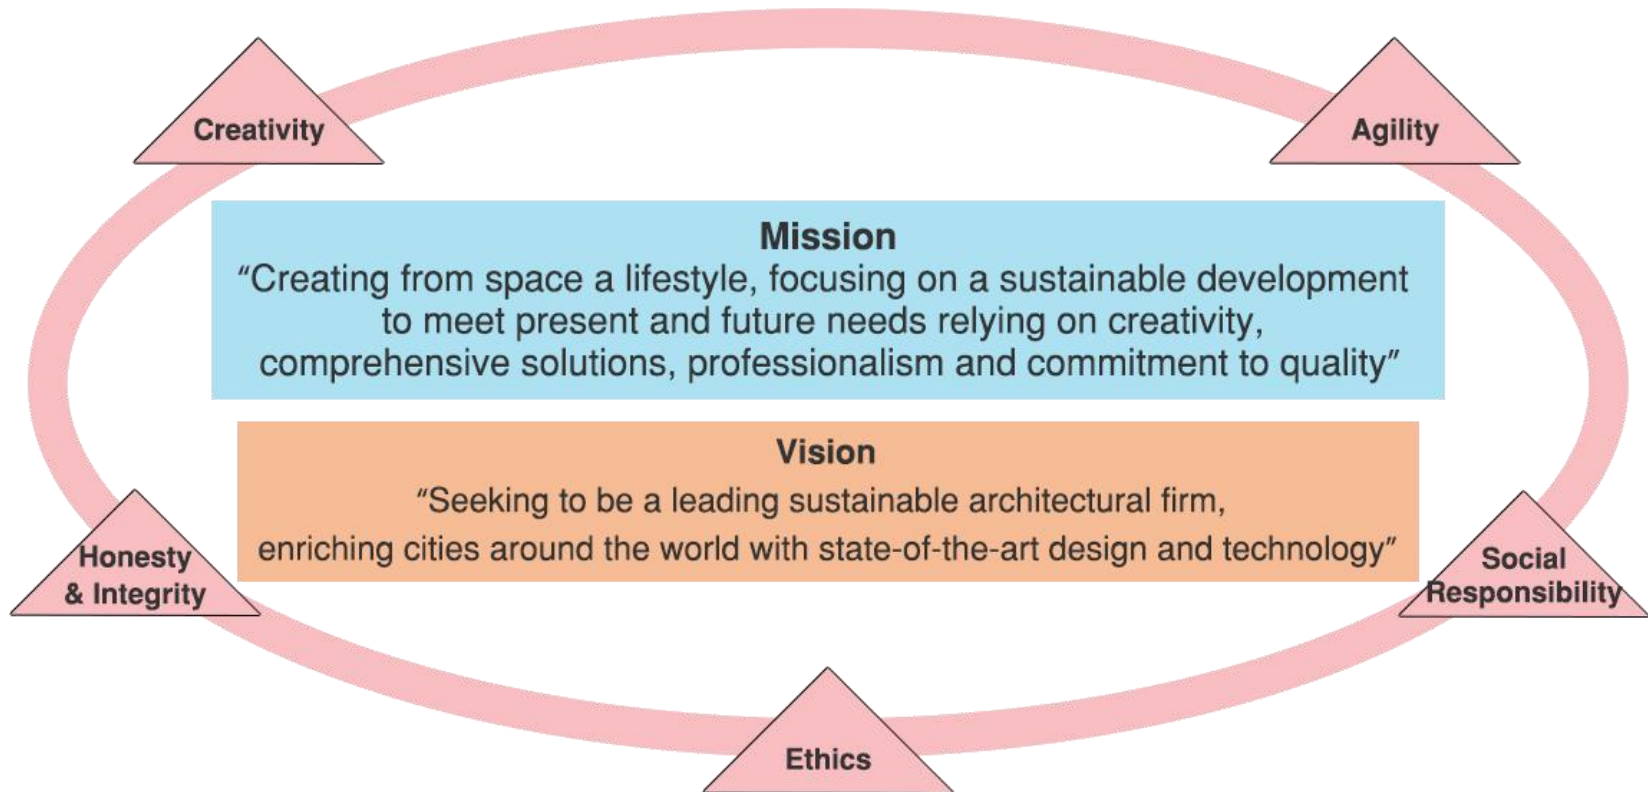 Creativity
Agility
Mission
“Creating from space a lifestyle, focusing on a sustainable development
to meet present and future needs relying on creativity,
comprehensive solutions, professionalism and commitment to quality”
Vision
“Seeking to be a leading sustainable architectural firm,
enriching cities around the world with state-of-the-art design and technology”
Honesty
& Integrity
Social
Responsibility
Ethics